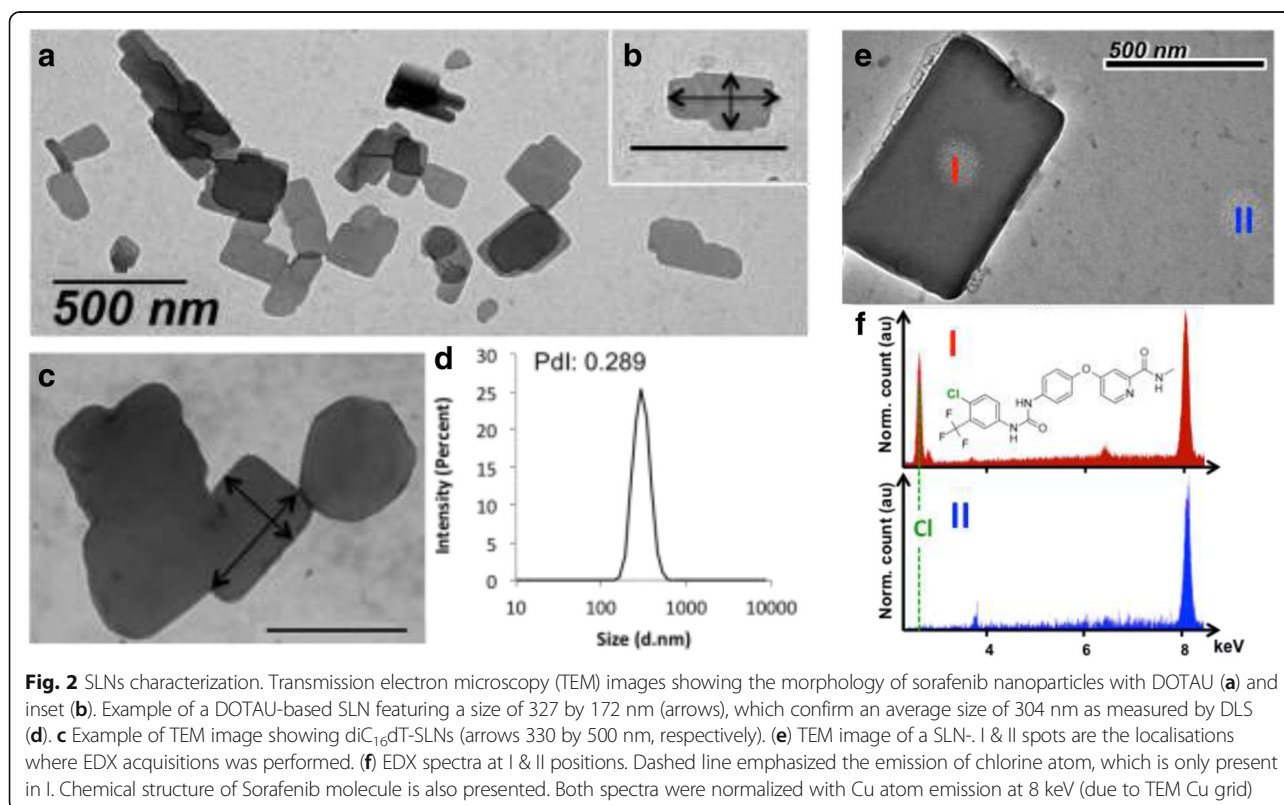 a
b
500 nm
c
d
PdI: 0.289
Intensity (Percent)
30
25
20
15
10
5
0
10 100 1000 10000
Size (d.nm)
e
500 nm
I
II
f
Norm. count (au)
I
Cl
F
F
F
N
H
O
N
H
O
N
O
N
H
Norm. count (au)
II
Cl
4 6 8 keV
Fig. 2 SLNs characterization. Transmission electron microscopy (TEM) images showing the morphology of sorafenib nanoparticles with DOTAU (a) and
inset (b). Example of a DOTAU-based SLN featuring a size of 327 by 172 nm (arrows), which confirm an average size of 304 nm as measured by DLS
(d). c Example of TEM image showing diC₁₆dT-SLNs (arrows 330 by 500 nm, respectively). (e) TEM image of a SLN-. I & II spots are the localisations
where EDX acquisitions was performed. (f) EDX spectra at I & II positions. Dashed line emphasized the emission of chlorine atom, which is only present
in I. Chemical structure of Sorafenib molecule is also presented. Both spectra were normalized with Cu atom emission at 8 keV (due to TEM Cu grid)